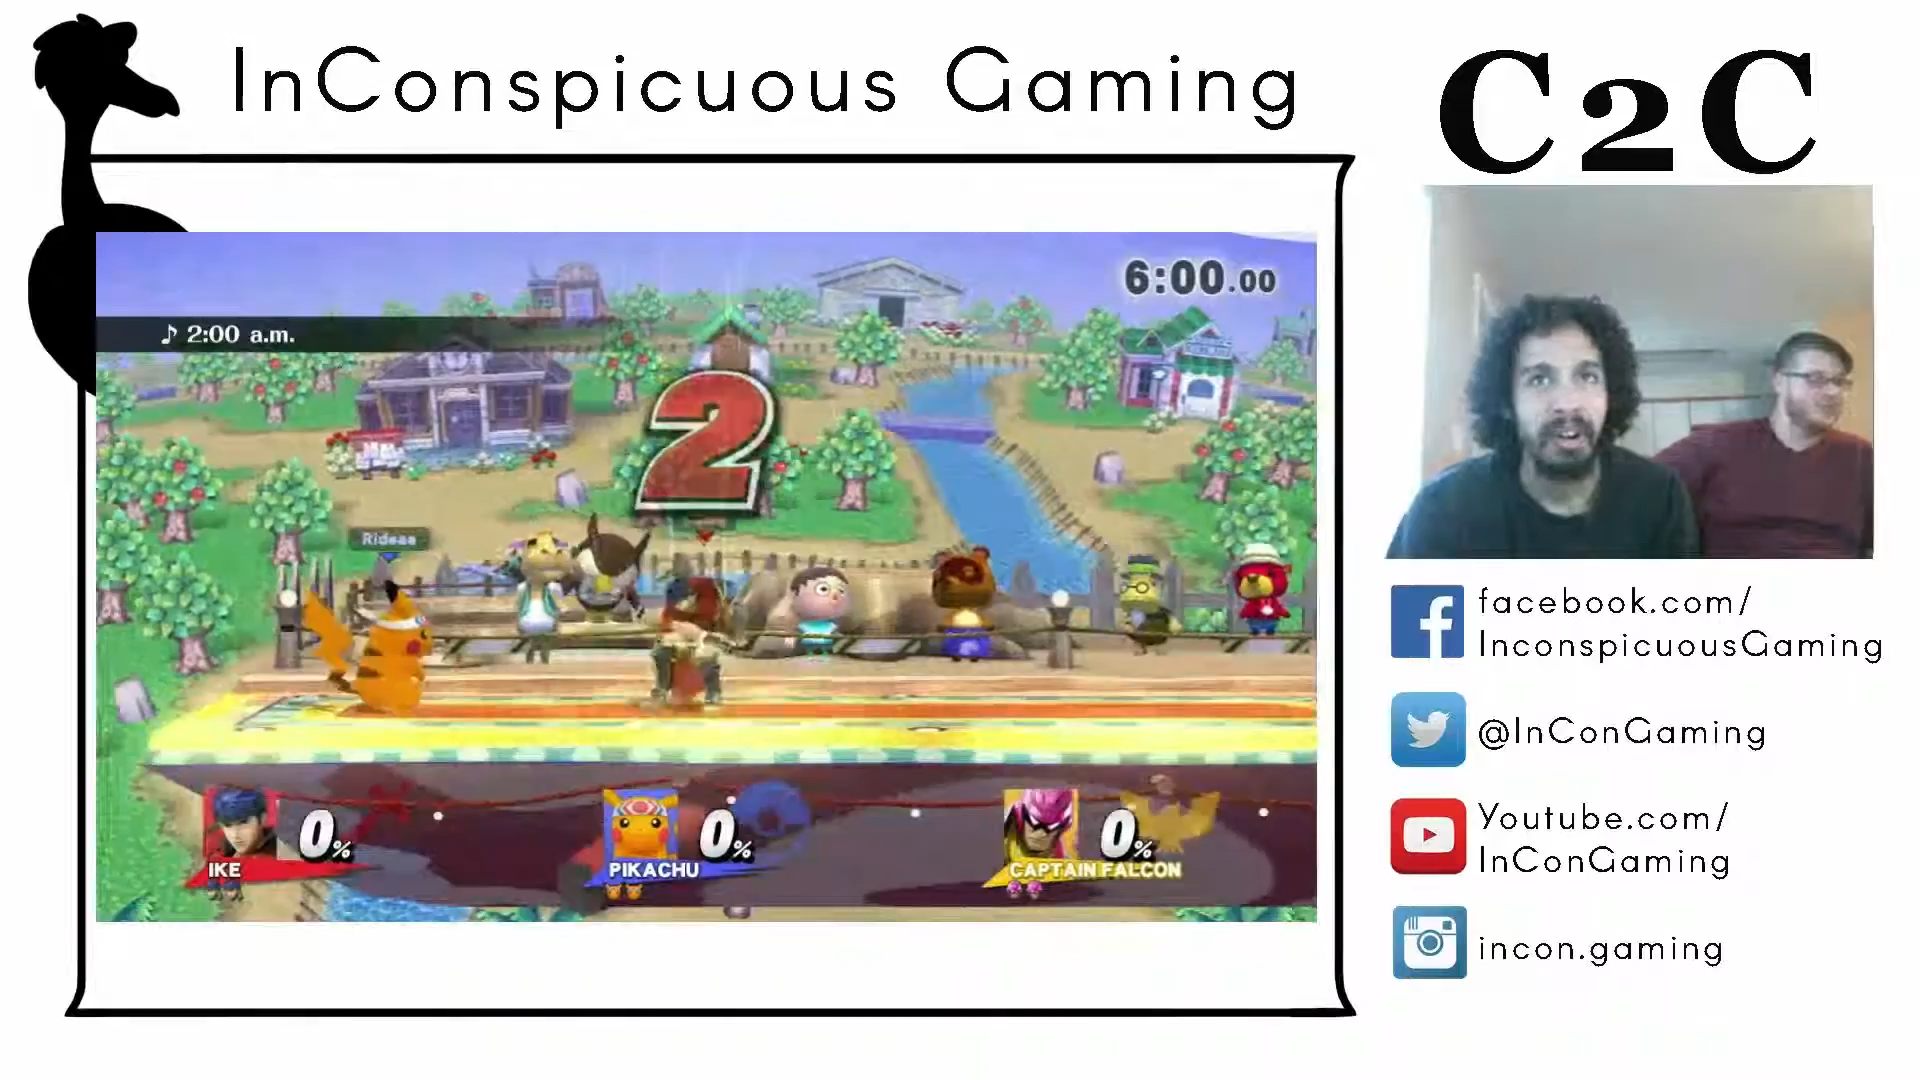 InConspicuous Gaming
C2C
6:00.00
♪ 2:00 a.m.
2
Rideae
0%
IKE
0%
PIKACHU
0%
CAPTAIN FALCON
facebook.com/
InconspicuousGaming
@InConGaming
Youtube.com/
InConGaming
incon.gaming